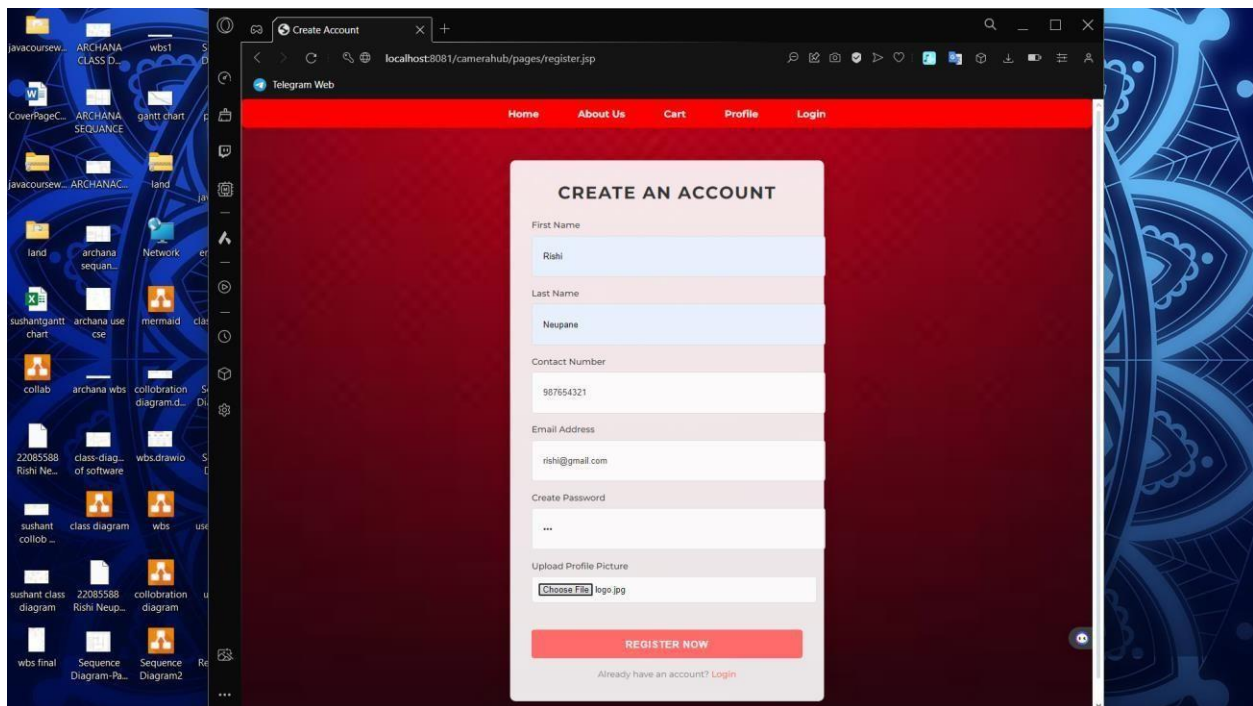 javacoursew...
ARCHANA
CLASS D...
wbs1
CoverPageC...
ARCHANA
SEQUANCE
gantt chart
javacoursew...
ARCHANAC...
land
land
archana
sequan...
Network
sushantgantt
chart
archana use
cse
mermaid
collab
archana wbs
collobration
diagram.d...
22085588
Rishi Ne...
class-diag...
of software
wbs.drawio
sushant
collob ...
class diagram
wbs
sushant class
diagram
22085588
Rishi Neup...
collobration
diagram
wbs final
Sequence
Diagram-Pa...
Sequence
Diagram2
Create Account
localhost:8081/camerahub/pages/register.jsp
Telegram Web
Home About Us Cart Profile Login
CREATE AN ACCOUNT
First Name
Rishi
Last Name
Neupane
Contact Number
987654321
Email Address
rishi@gmail.com
Create Password
•••
Upload Profile Picture
Choose File logo.jpg
REGISTER NOW
Already have an account? Login